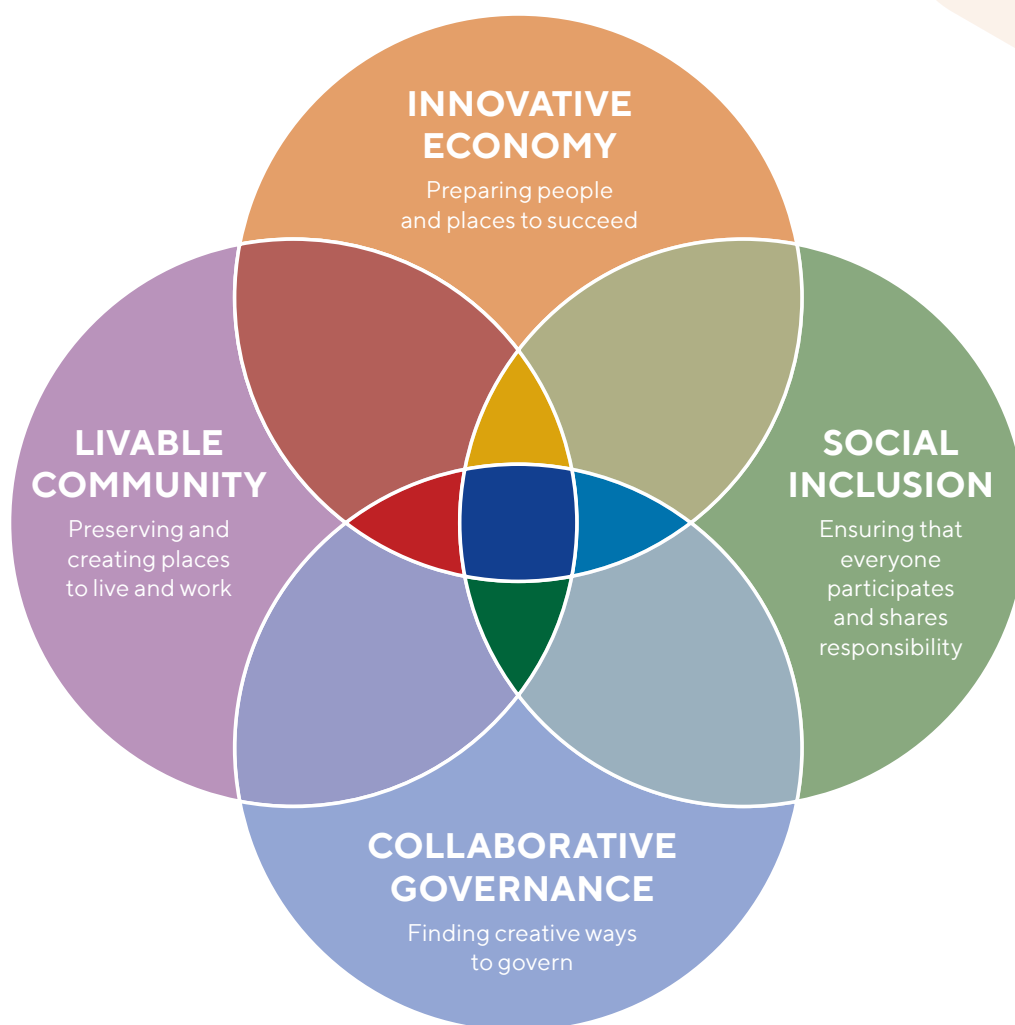 INNOVATIVE
ECONOMY
Preparing people
and places to succeed
LIVABLE
COMMUNITY
Preserving and
creating places
to live and work
SOCIAL
INCLUSION
Ensuring that
everyone
participates
and shares
responsibility
COLLABORATIVE
GOVERNANCE
Finding creative ways
to govern